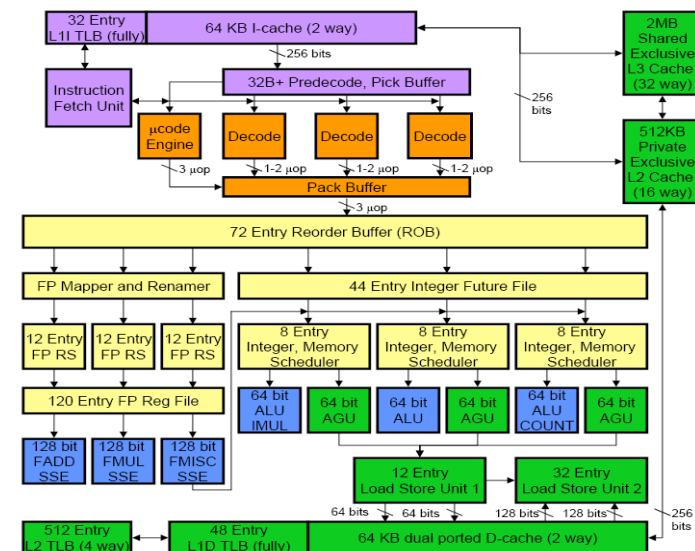 32 Entry
L1I TLB (fully)
64 KB I-cache (2 way)
2MB
Shared
Exclusive
L3 Cache
(32 way)
256 bits
Instruction
Fetch Unit
32B+ Predecode, Pick Buffer
256
bits
μcode
Engine
Decode
Decode
Decode
512KB
Private
Exclusive
L2 Cache
(16 way)
3 μop
1-2 μop
1-2 μop
1-2 μop
Pack Buffer
3 μop
72 Entry Reorder Buffer (ROB)
FP Mapper and Renamer
44 Entry Integer Future File
12 Entry
FP RS
12 Entry
FP RS
12 Entry
FP RS
8 Entry
Integer, Memory
Scheduler
8 Entry
Integer, Memory
Scheduler
8 Entry
Integer, Memory
Scheduler
120 Entry FP Reg File
64 bit
ALU
IMUL
64 bit
AGU
64 bit
ALU
64 bit
AGU
64 bit
ALU
COUNT
64 bit
AGU
128 bit
FADD
SSE
128 bit
FMUL
SSE
128 bit
FMISC
SSE
12 Entry
Load Store Unit 1
32 Entry
Load Store Unit 2
64 bits
64 bits
128 bits
128 bits
256
bits
512 Entry
L2 TLB (4 way)
48 Entry
L1D TLB (fully)
64 KB dual ported D-cache (2 way)